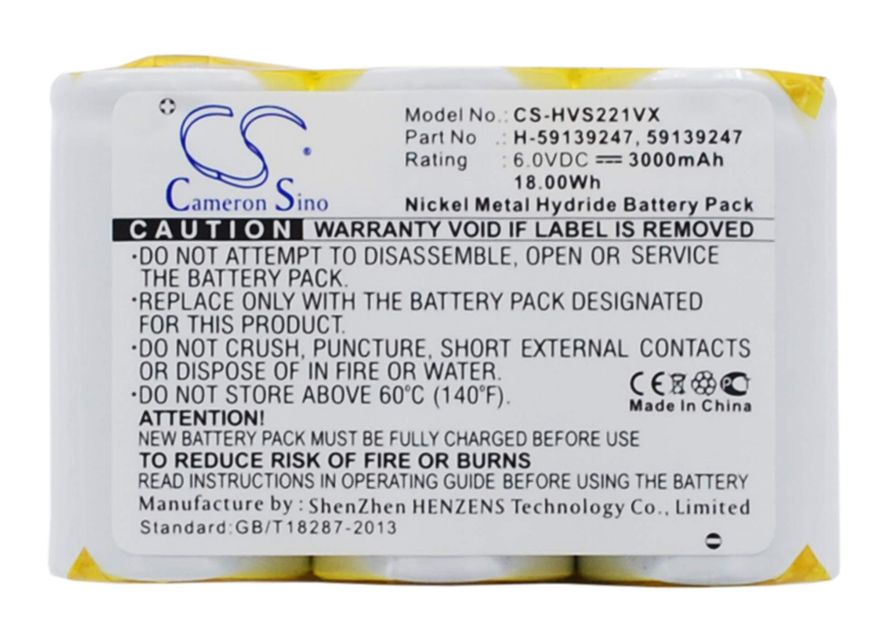 CS
Cameron Sino
Model No.: CS-HVS221VX
Part No .: H-59139247, 59139247
Rating : 6.0VDC 3000mAh
18.00Wh
Nickel Metal Hydride Battery Pack
CAUTION WARRANTY VOID IF LABEL IS REMOVED
·DO NOT ATTEMPT TO DISASSEMBLE, OPEN OR SERVICE
THE BATTERY PACK.
·REPLACE ONLY WITH THE BATTERY PACK DESIGNATED
FOR THIS PRODUCT.
·DO NOT CRUSH, PUNCTURE, SHORT EXTERNAL CONTACTS
OR DISPOSE OF IN FIRE OR WATER.
·DO NOT STORE ABOVE 60°C (140°F).
CE
Made In China
ATTENTION!
NEW BATTERY PACK MUST BE FULLY CHARGED BEFORE USE
TO REDUCE RISK OF FIRE OR BURNS
READ INSTRUCTIONS IN OPERATING GUIDE BEFORE USING THE BATTERY
Manufacture by : ShenZhen HENZENS Technology Co., Limited
Standard:GB/T18287-2013